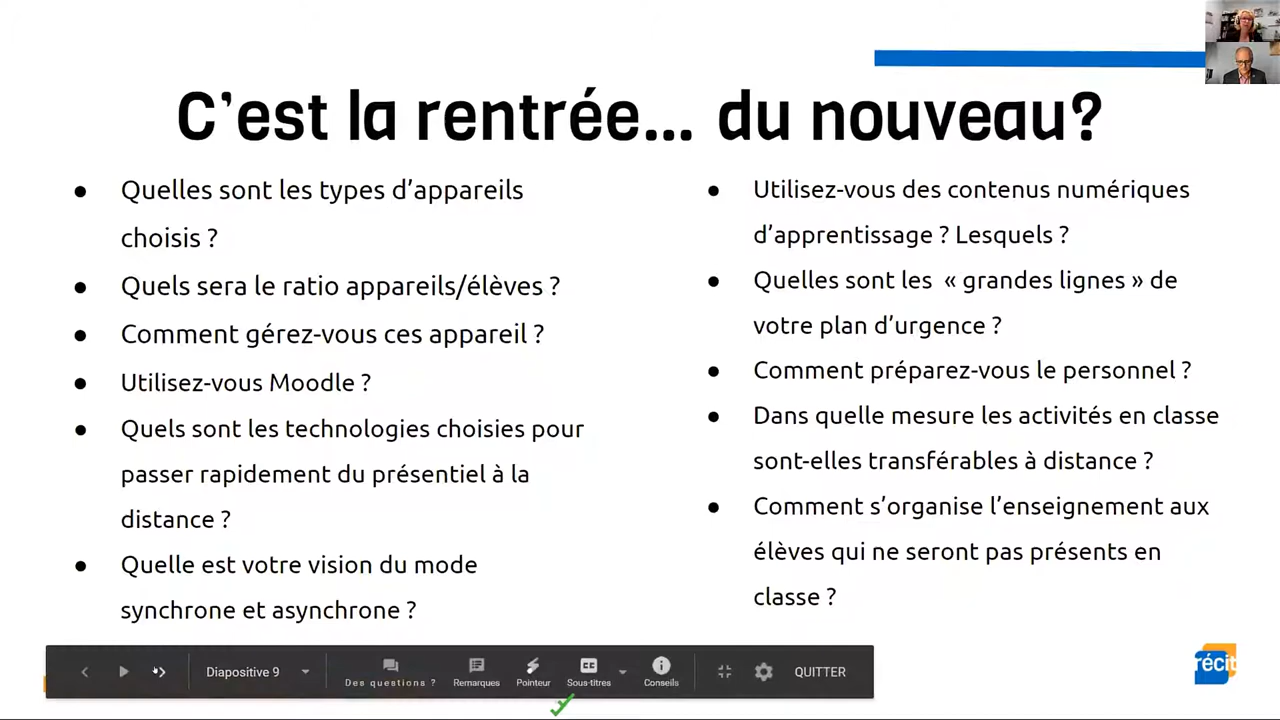 C'est la rentrée... du nouveau?
● Quelles sont les types d'appareils
choisis ?
● Quels sera le ratio appareils/élèves ?
● Comment gérez-vous ces appareil ?
● Utilisez-vous Moodle ?
● Quels sont les technologies choisies pour
passer rapidement du présentiel à la
distance ?
● Quelle est votre vision du mode
synchrone et asynchrone ?
● Utilisez-vous des contenus numériques
d'apprentissage ? Lesquels ?
● Quelles sont les « grandes lignes » de
votre plan d'urgence ?
● Comment préparez-vous le personnel ?
● Dans quelle mesure les activités en classe
sont-elles transférables à distance ?
● Comment s'organise l'enseignement aux
élèves qui ne seront pas présents en
classe ?
Diapositive 9
Des questions ?
Remarques
Pointeur
Sous-titres
Conseils
QUITTER
récit